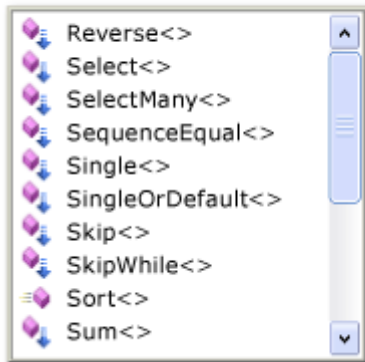 Reverse<>
Select<>
SelectMany<>
SequenceEqual<>
Single<>
SingleOrDefault<>
Skip<>
SkipWhile<>
Sort<>
Sum<>